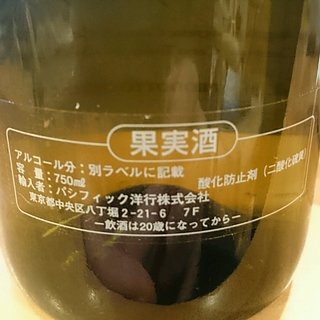 果実酒
アルコール分：別ラベルに記載
容量：750㎖ 酸化防止剤（二酸化硫黄）
輸入者：パシフィック洋行株式会社
東京都中央区八丁堀2-21-6 7F
ー飲酒は20歳になってからー